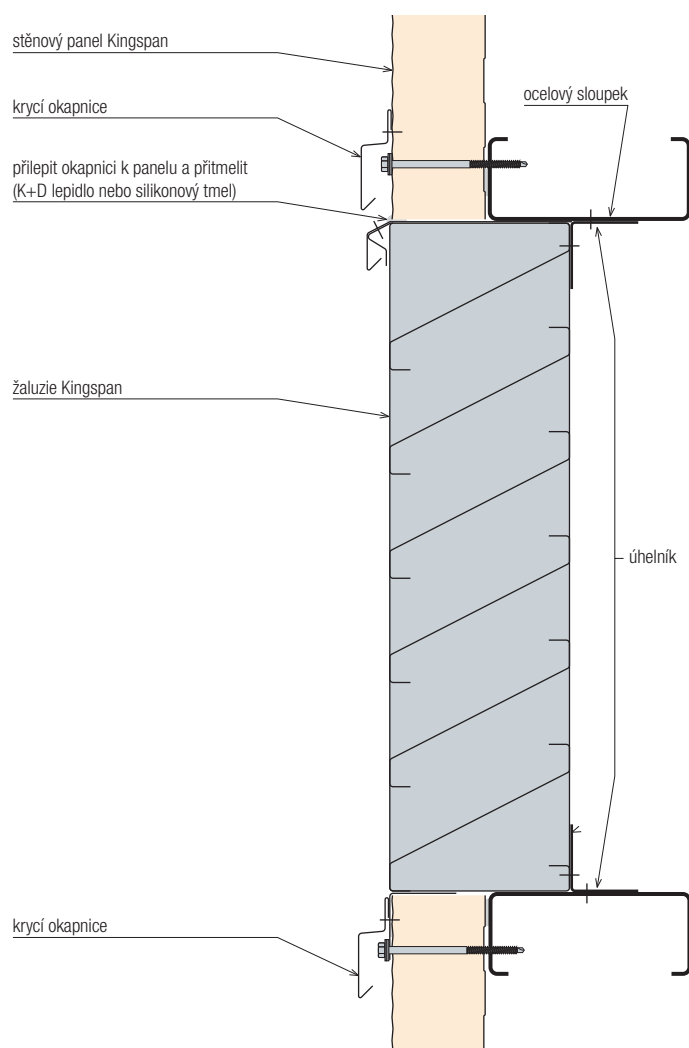 stěnový panel Kingspan
krycí okapnice
ocelový sloupek
přilepit okapnici k panelu a přitmelit
(K+D lepidlo nebo silikonový tmel)
žaluzie Kingspan
úhelník
krycí okapnice